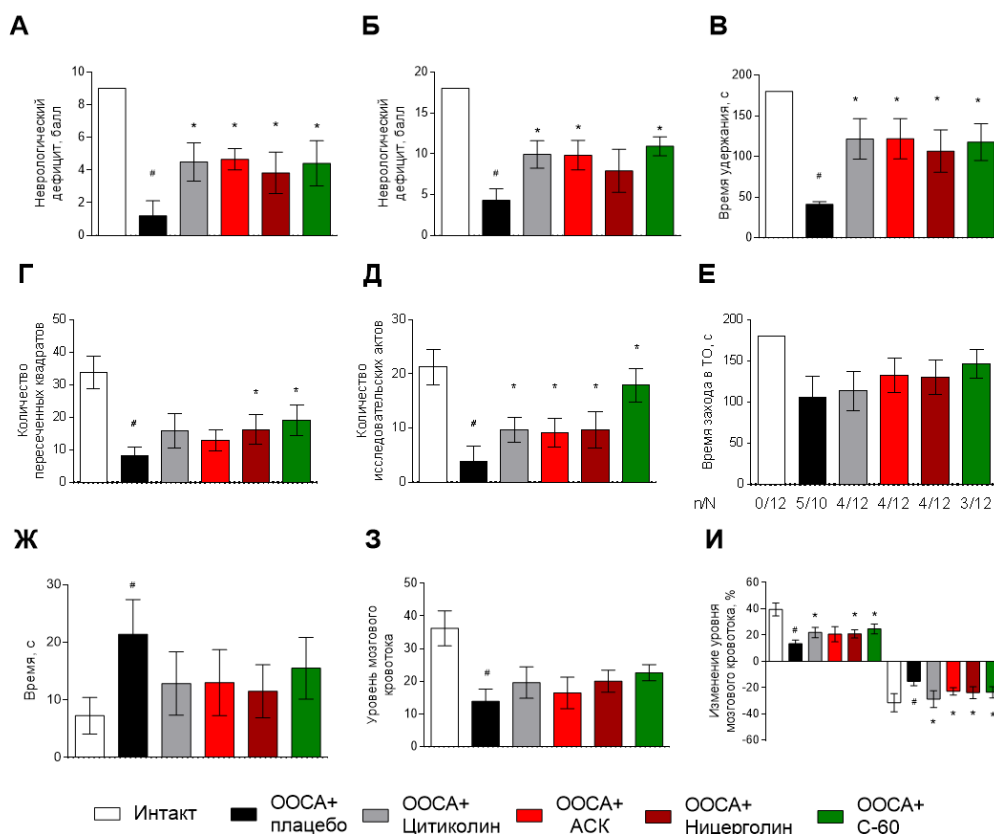 А
Неврологический
дефицит, балл
10
8
6
4
2
0
#
*
*
*
*
Б
Неврологический
дефицит, балл
20
15
10
5
0
#
*
*
*
В
Время удержания, с
200
150
100
50
0
#
*
*
*
*
Г
Количество
пересеченных квадратов
50
40
30
20
10
0
#
*
*
Д
Количество
исследовательских актов
30
20
10
0
#
*
*
*
*
Е
Время захода в ТО, с
200
150
100
50
0
n/N 0/12 5/10 4/12 4/12 4/12 3/12
Ж
Время, с
30
20
10
0
#
З
Уровень мозгового
кровотока
50
40
30
20
10
0
#
И
Изменение уровня
мозгового кровотока, %
60
40
20
0
-20
-40
-60
#
*
*
*
#
*
*
*
*
Интакт
ООСА+
плацебо
ООСА+
Цитиколин
ООСА+
АСК
ООСА+
Ницерголин
ООСА+
С-60